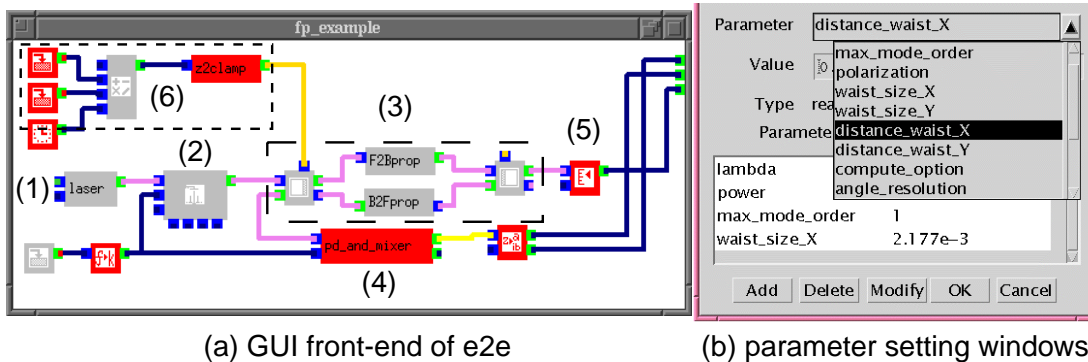 fp_example
z2clamp
(6)
(3)
(2)
F2Bprop
(5)
(1)
laser
B2Fprop
pd_and_mixer
(4)
(a) GUI front-end of e2e
Parameter distance_waist_X
max_mode_order
Value
polarization
waist_size_X
Type rea
waist_size_Y
Paramete
distance_waist_X
distance_waist_Y
lambda
compute_option
power
angle_resolution
max_mode_order 1
waist_size_X 2.177e-3
Add Delete Modify OK Cancel
(b) parameter setting windows